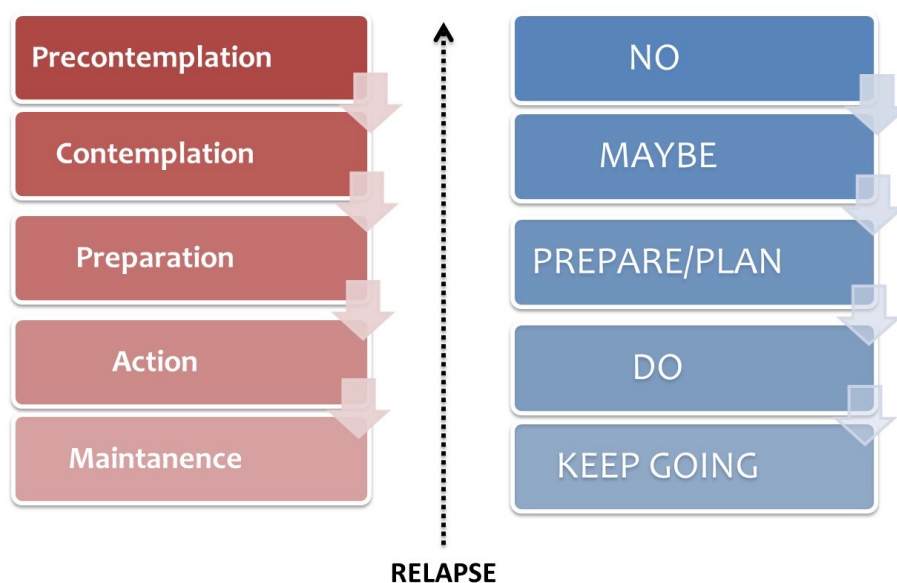 Precontemplation
Contemplation
Preparation
Action
Maintanence
NO
MAYBE
PREPARE/PLAN
DO
KEEP GOING
RELAPSE